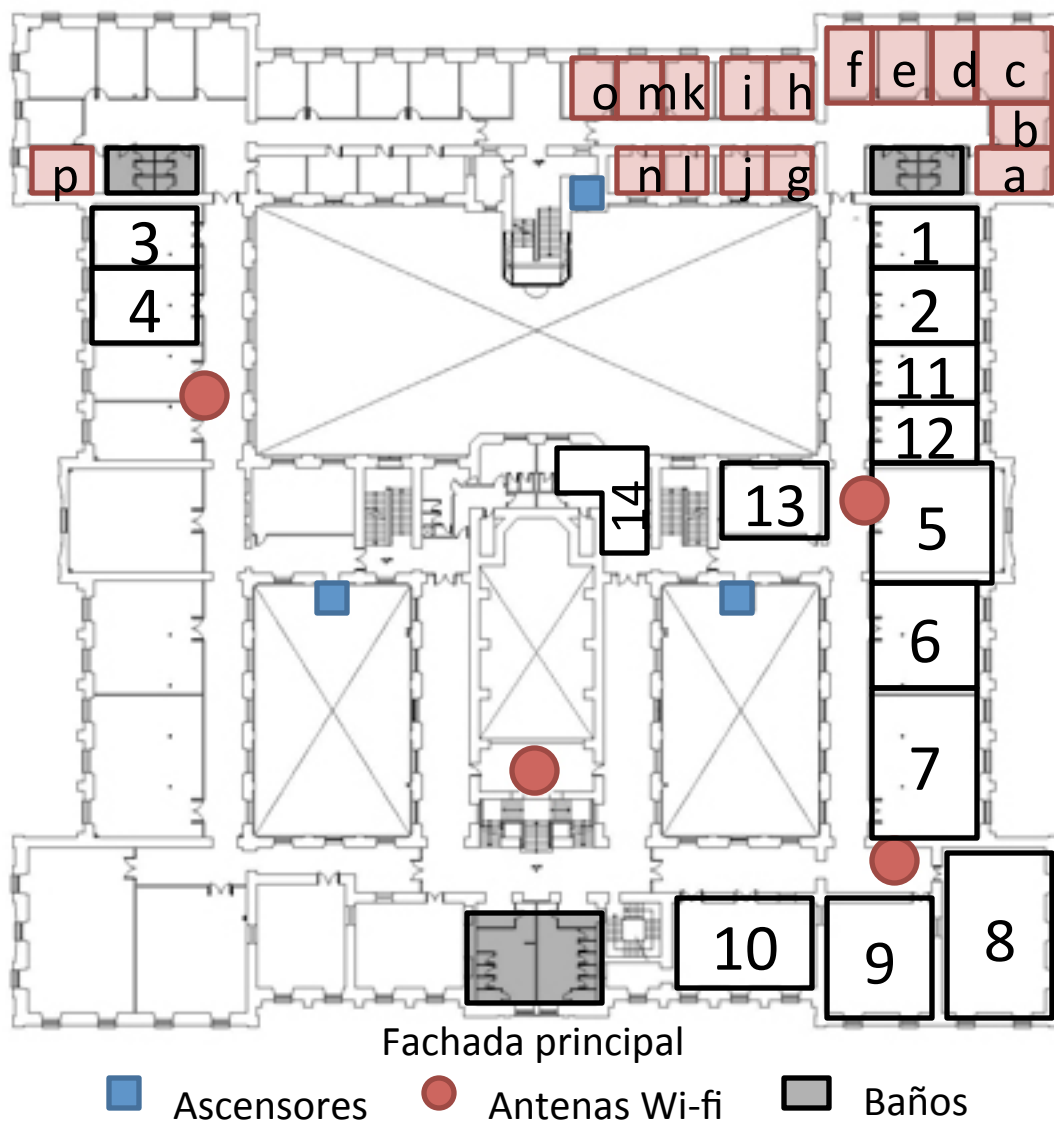 f e d c
o m k i h
b
p n l j g a
3 1
4 2
11
12
14 13 5
6
7
10 9 8
Fachada principal
Ascensores Antenas Wi-fi Baños